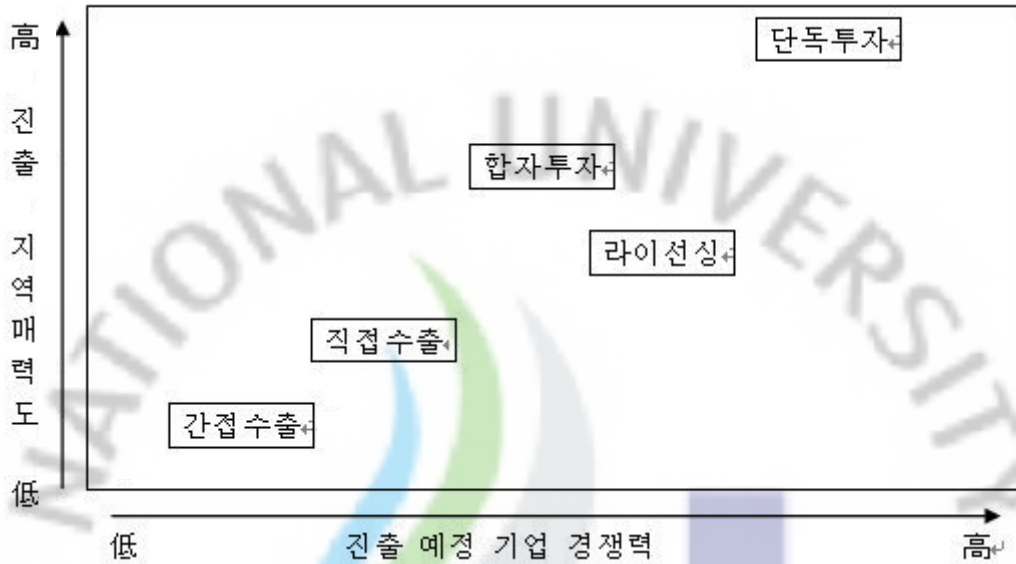 高
진출 지역매력도
低
단독투자
합자투자
라이선싱
직접수출
간접수출
低 진출 예정 기업 경쟁력 高
NATIONAL UNIVERSITY